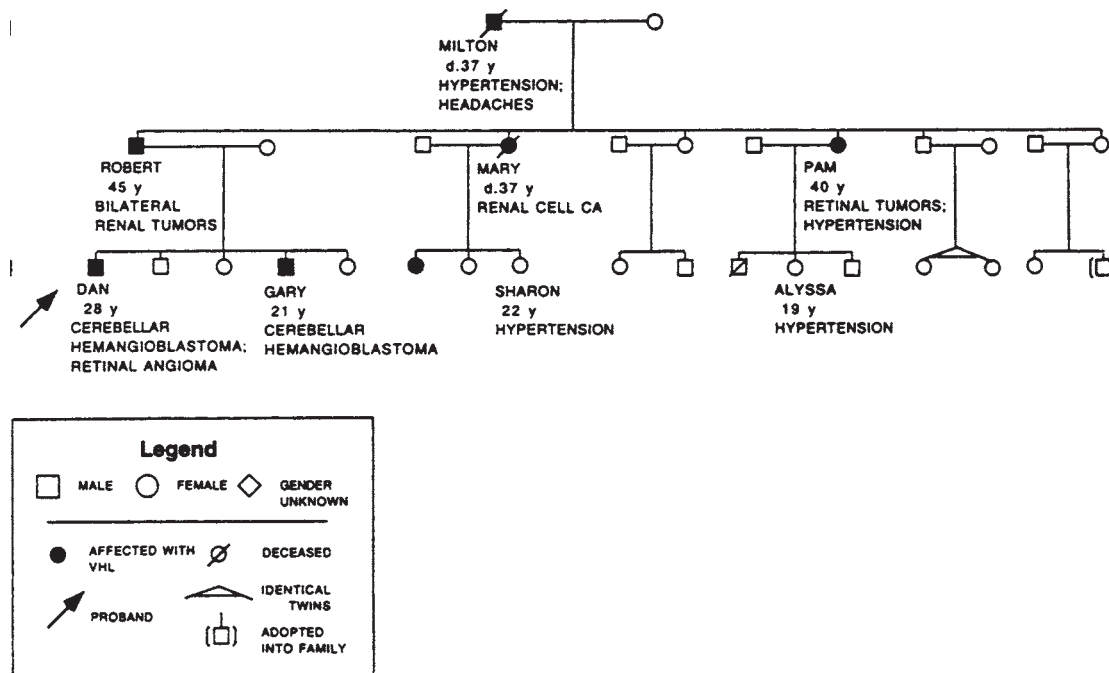 MILTON
d.37 y
HYPERTENSION;
HEADACHES
ROBERT
45 y
BILATERAL
RENAL TUMORS
MARY
d.37 y
RENAL CELL CA
PAM
40 y
RETINAL TUMORS;
HYPERTENSION
DAN
28 y
CEREBELLAR
HEMANGIOBLASTOMA;
RETINAL ANGIOMA
GARY
21 y
CEREBELLAR
HEMANGIOBLASTOMA
SHARON
22 y
HYPERTENSION
ALYSSA
19 y
HYPERTENSION
Legend
MALE
FEMALE
GENDER
UNKNOWN
AFFECTED WITH
VHL
DECEASED
PROBAND
IDENTICAL
TWINS
ADOPTED
INTO FAMILY